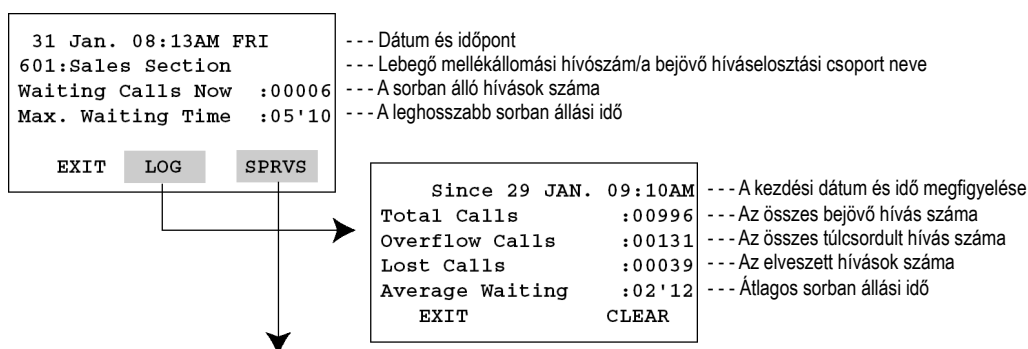 31 Jan. 08:13AM FRI - - - Dátum és időpont
601:Sales Section - - - Lebegő mellékállomási hívószám/a bejövő híváselosztási csoport neve
Waiting Calls Now :00006 - - - A sorban álló hívások száma
Max. Waiting Time :05'10 - - - A leghosszabb sorban állási idő
EXIT LOG SPRVS
Since 29 JAN. 09:10AM - - - A kezdési dátum és idő megfigyelése
Total Calls :00996 - - - Az összes bejövő hívás száma
Overflow Calls :00131 - - - Az összes túlcsordult hívás száma
Lost Calls :00039 - - - Az elveszett hívások száma
Average Waiting :02'12 - - - Átlagos sorban állási idő
EXIT CLEAR